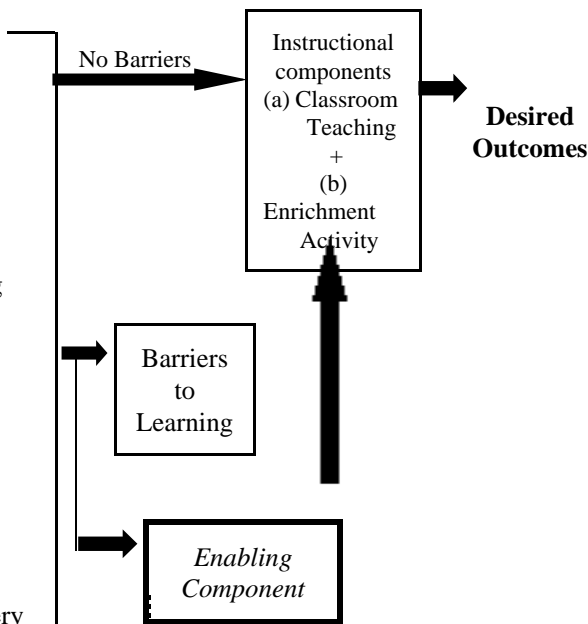 No Barriers
Instructional
components
(a) Classroom
Teaching
+
(b)
Enrichment
Activity
Desired
Outcomes
Barriers
to
Learning
Enabling
Component